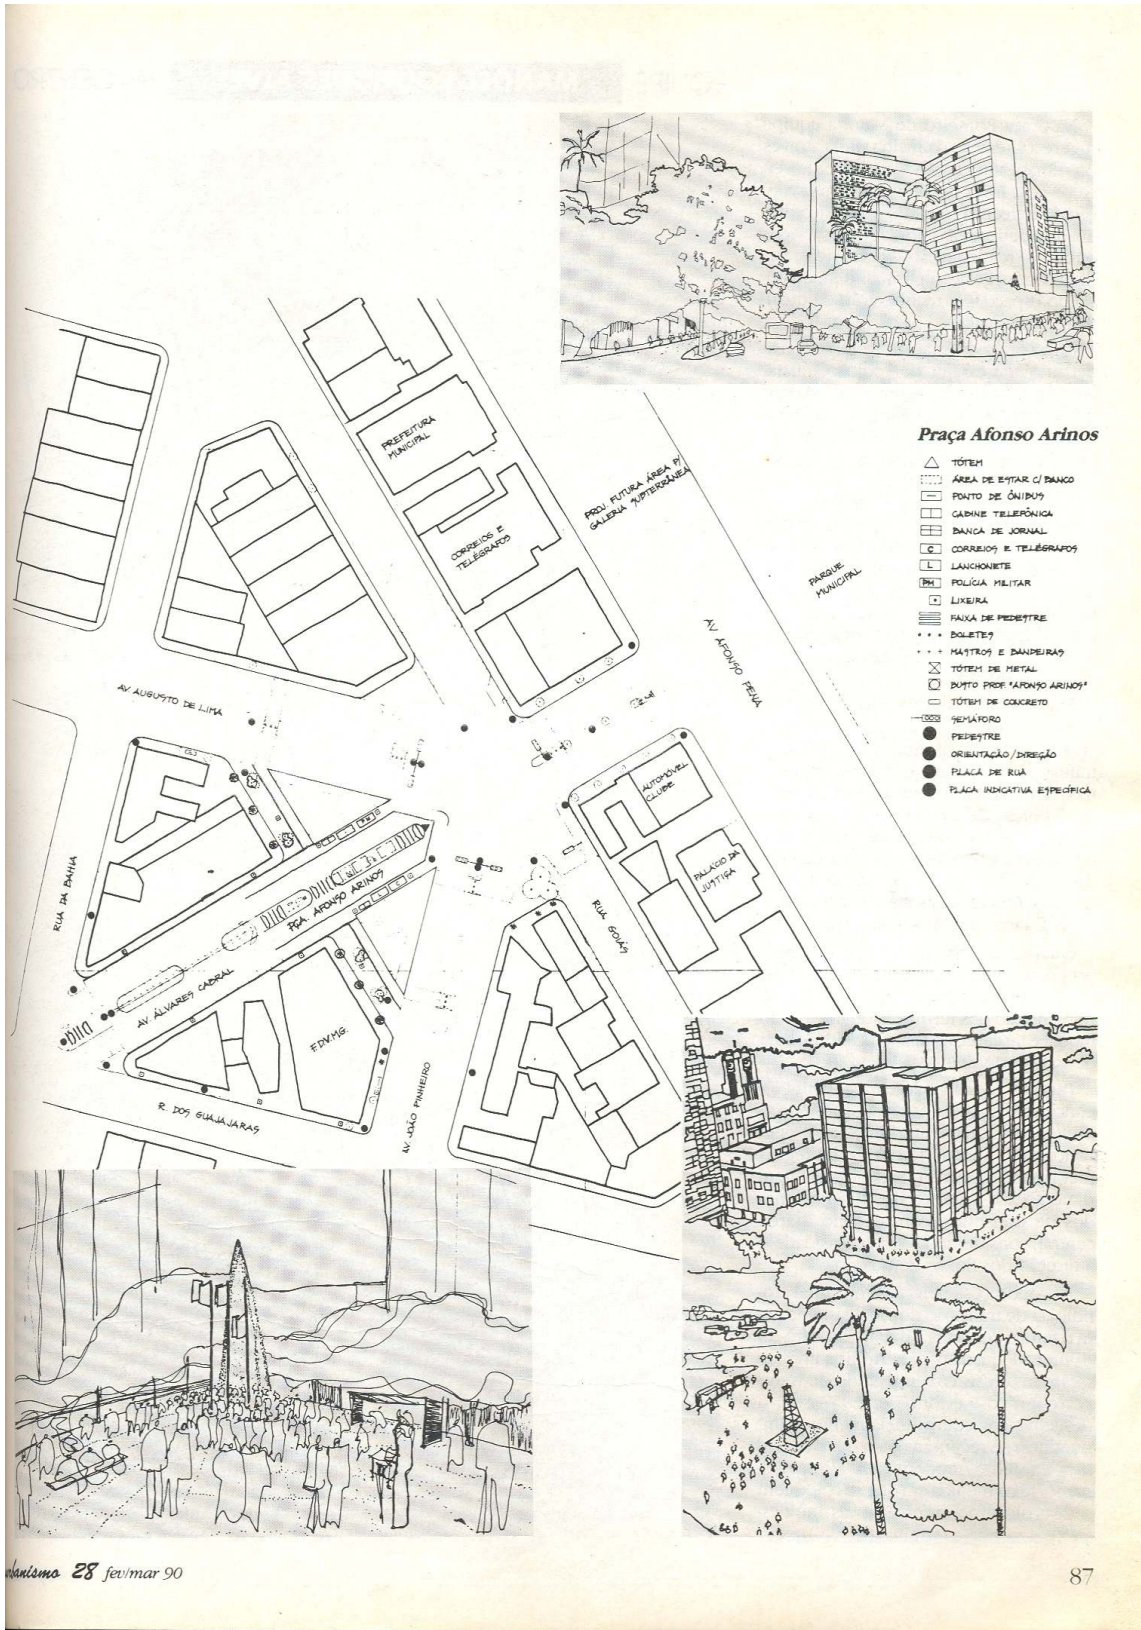 Praça Afonso Arinos
TÓTEM
ÁREA DE ESTAR C/ BANCO
PONTO DE ÔNIBUS
CABINE TELEFÔNICA
BANCA DE JORNAL
C CORREIOS E TELÉGRAFOS
L LANCHONETE
PM POLÍCIA MILITAR
LIXEIRA
FAIXA DE PEDESTRE
BOLETES
MASTROS E BANDEIRAS
TÓTEM DE METAL
BUSTO PROF. "AFONSO ARINOS"
TÓTEM DE CONCRETO
SEMÁFORO
PEDESTRE
ORIENTAÇÃO/DIREÇÃO
PLACA DE RUA
PLACA INDICATIVA ESPECÍFICA
PREFEITURA
MUNICIPAL
CORREIOS E
TELÉGRAFOS
PROJ. FUTURA ÁREA P/
GALERIA SUBTERRÂNEA
PARQUE
MUNICIPAL
AV AFONSO PENA
AV. AUGUSTO DE LIMA
AUTOMÓVEL
CLUBE
PALÁCIO DA
JUSTIÇA
RUA DA BAHIA
PÇA. AFONSO ARINOS
RUA GOIÁS
AV. ÁLVARES CABRAL
F.D.V.M.G.
R. DOS GUAJAJARAS
AV. JOÃO PINHEIRO
rbanismo 28 fev/mar 90
87